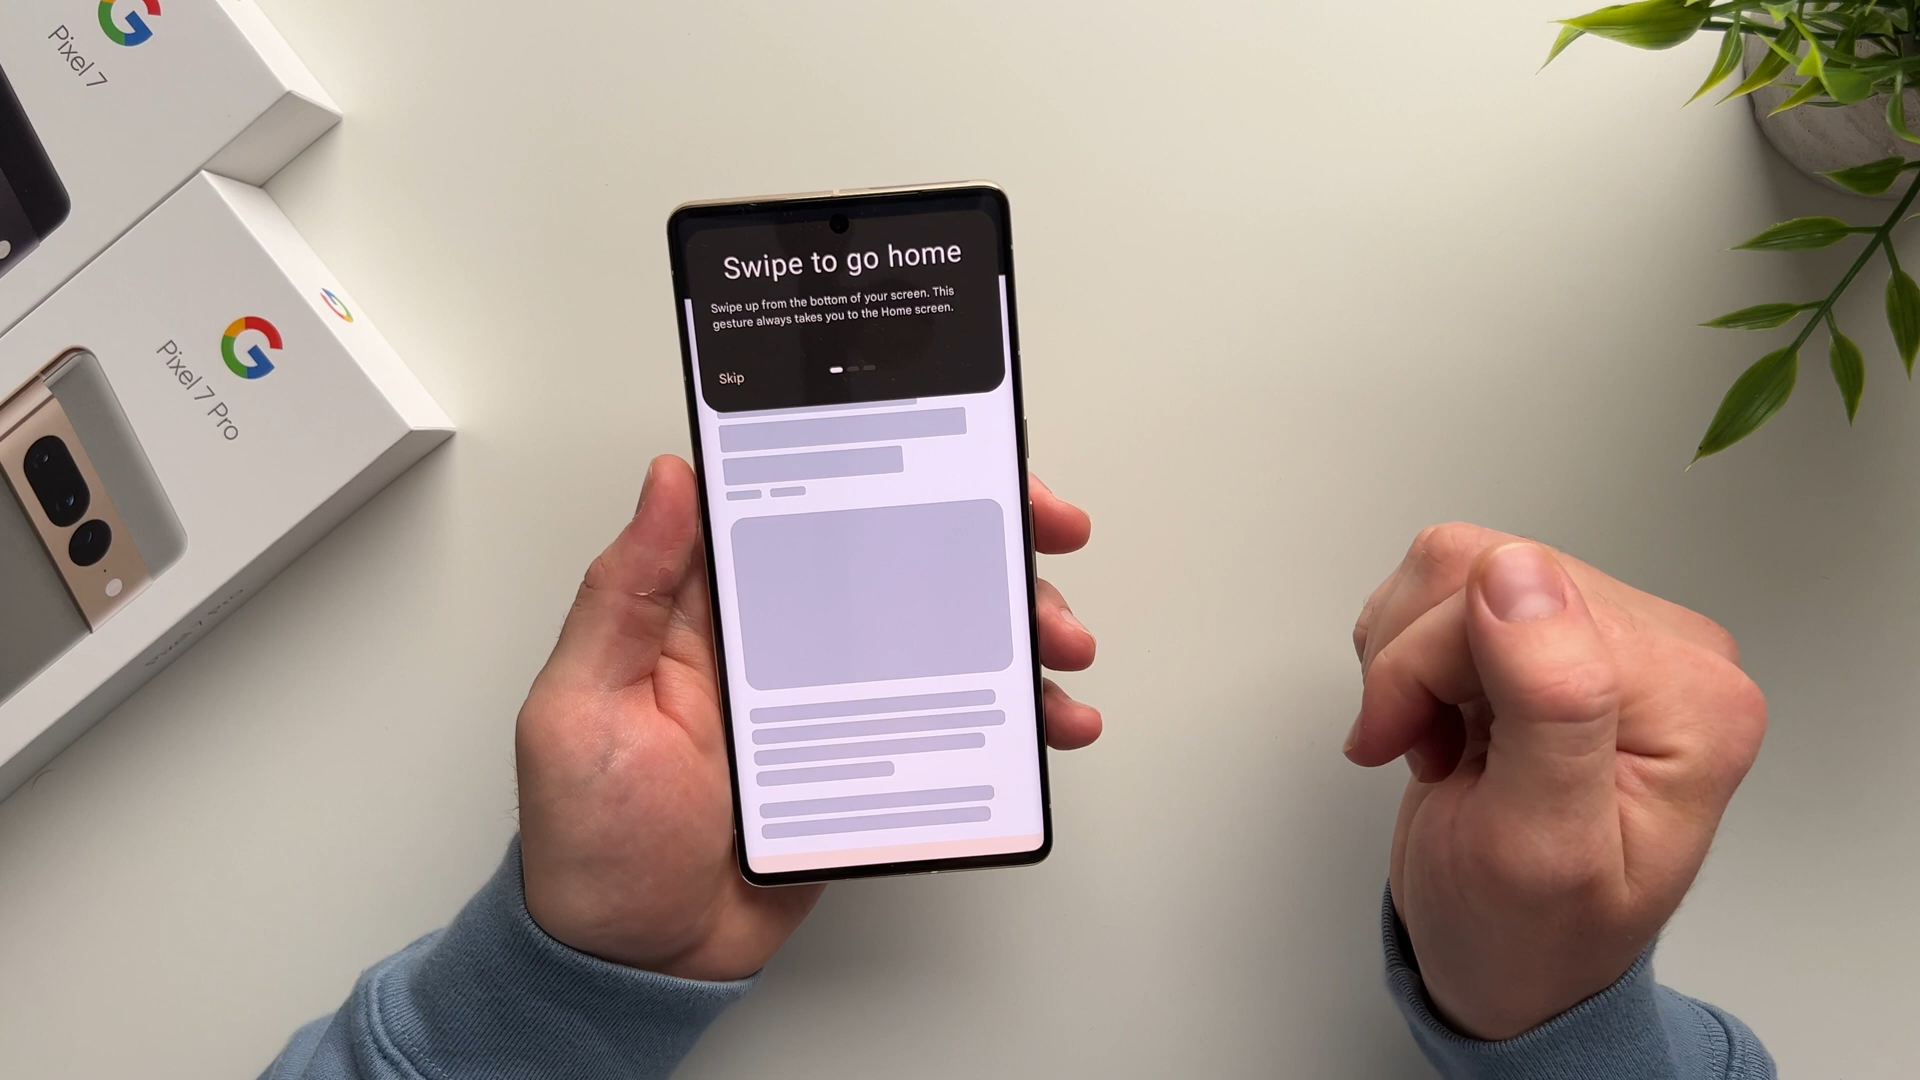 Pixel 7
G
Pixel 7 Pro
G
Swipe to go home
Swipe up from the bottom of your screen. This
gesture always takes you to the Home screen.
Skip